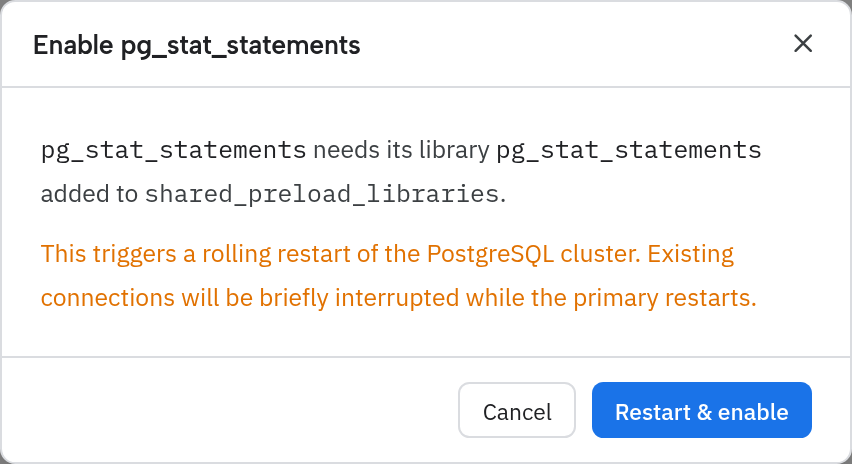 Enable pg_stat_statements
pg_stat_statements needs its library pg_stat_statements
added to shared_preload_libraries.
This triggers a rolling restart of the PostgreSQL cluster. Existing
connections will be briefly interrupted while the primary restarts.
Cancel
Restart & enable